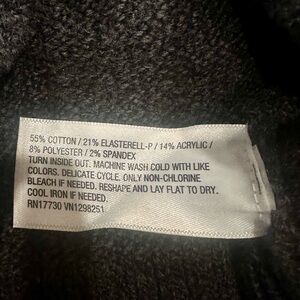 55% COTTON / 21% ELASTERELL-P / 14% ACRYLIC /
8% POLYESTER / 2% SPANDEX
TURN INSIDE OUT. MACHINE WASH COLD WITH LIKE
COLORS. DELICATE CYCLE. ONLY NON-CHLORINE
BLEACH IF NEEDED. RESHAPE AND LAY FLAT TO DRY.
COOL IRON IF NEEDED.
RN17730 VN1298251